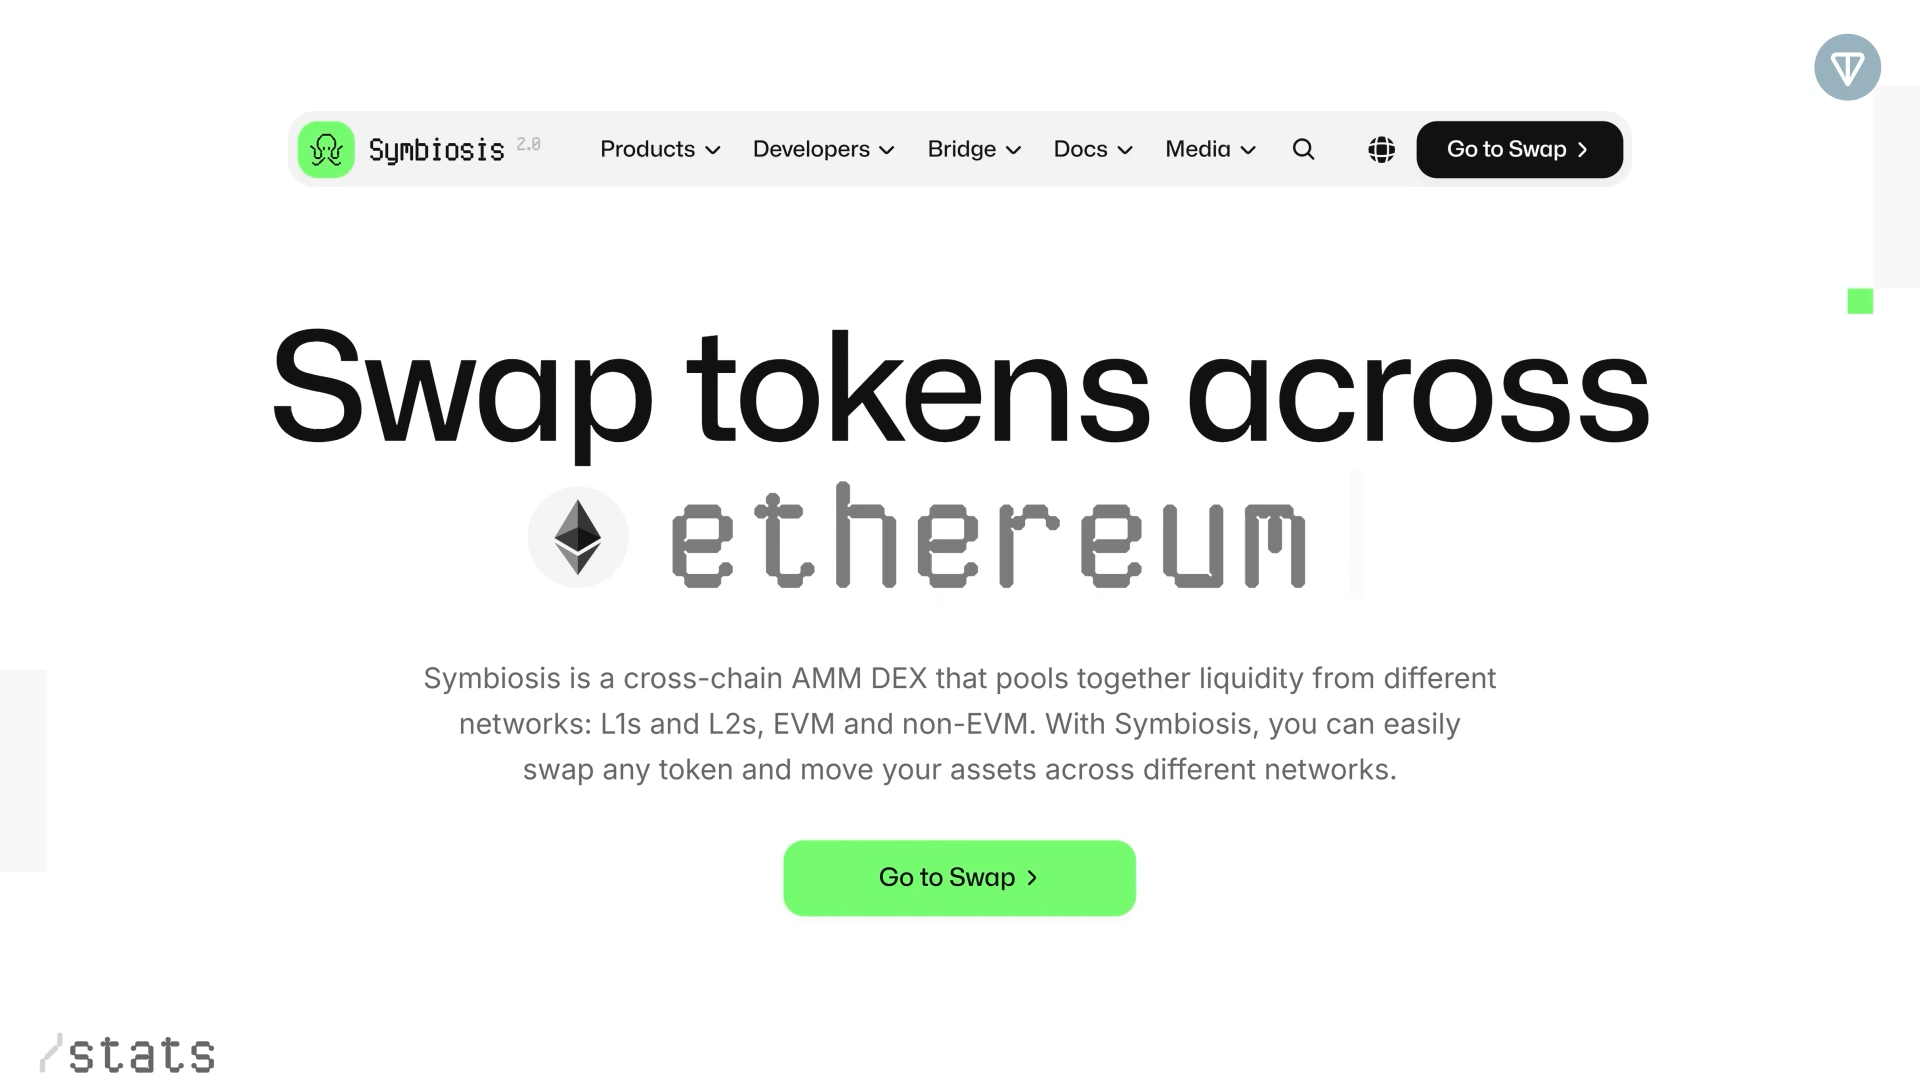 Symbiosis 2.0 Products Developers Bridge Docs Media Go to Swap
Swap tokens across
ethereum
Symbiosis is a cross-chain AMM DEX that pools together liquidity from different
networks: L1s and L2s, EVM and non-EVM. With Symbiosis, you can easily
swap any token and move your assets across different networks.
Go to Swap
/stats